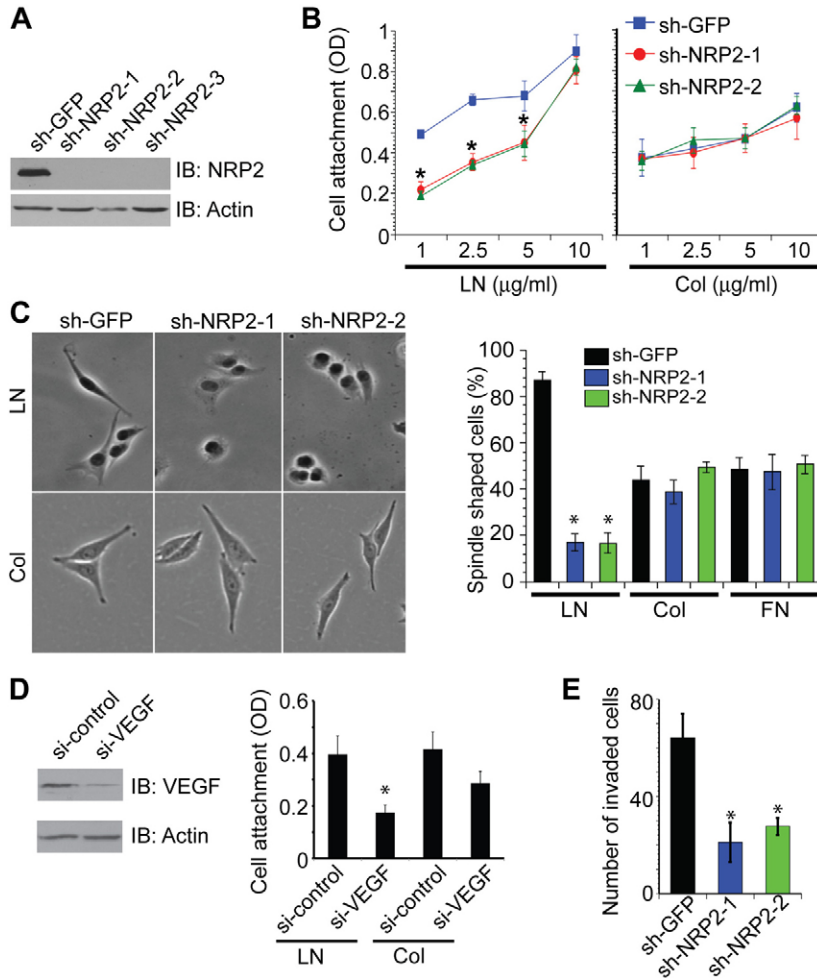 A
sh-GFP
sh-NRP2-1
sh-NRP2-2
sh-NRP2-3
IB: NRP2
IB: Actin
B
Cell attachment (OD)
1
0.8
0.6
0.4
0.2
0
*
*
*
1 2.5 5 10
LN (μg/ml)
sh-GFP
sh-NRP2-1
sh-NRP2-2
1 2.5 5 10
Col (μg/ml)
C
sh-GFP sh-NRP2-1 sh-NRP2-2
LN
Col
Spindle shaped cells (%)
100
80
60
40
20
0
sh-GFP
sh-NRP2-1
sh-NRP2-2
* *
LN Col FN
D
si-control
si-VEGF
IB: VEGF
IB: Actin
Cell attachment (OD)
0.6
0.4
0.2
0
*
si-control
si-VEGF
si-control
si-VEGF
LN Col
E
Number of invaded cells
80
60
40
20
0
* *
sh-GFP
sh-NRP2-1
sh-NRP2-2